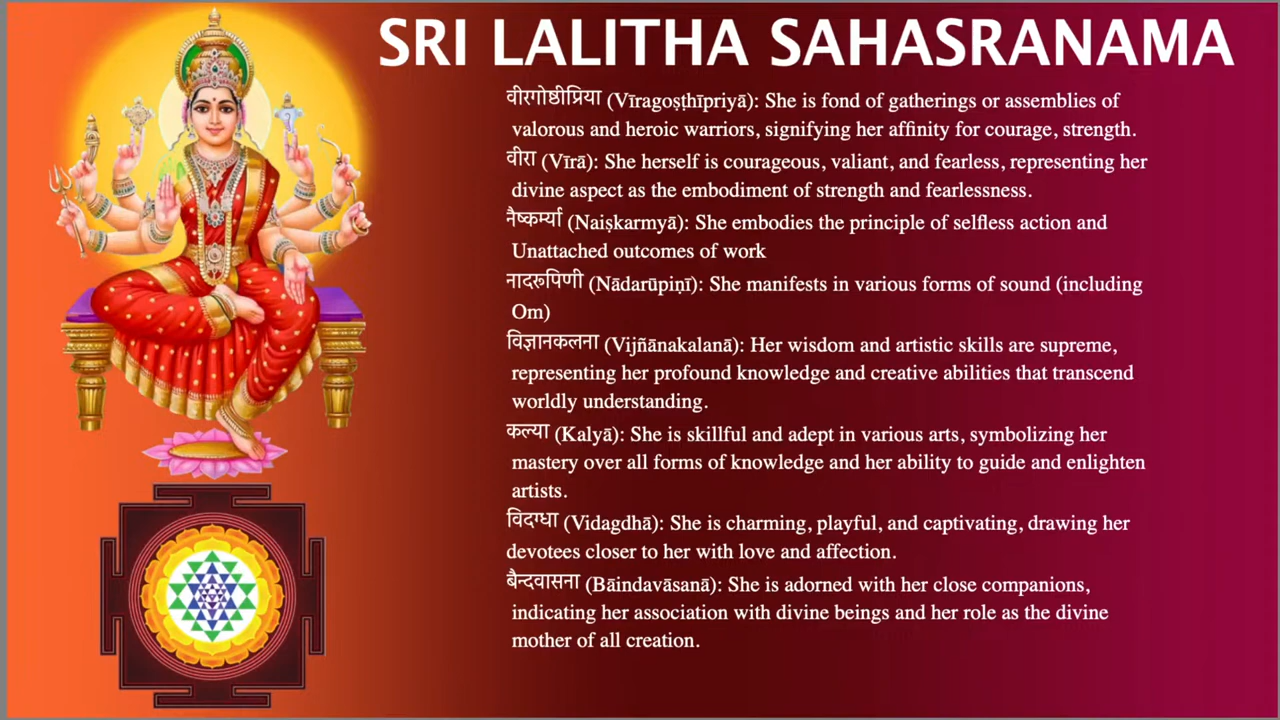 SRI LALITHA SAHASRANAMA
वीरगोष्ठीप्रिया (Vīragoṣṭhīpriyā): She is fond of gatherings or assemblies of
valorous and heroic warriors, signifying her affinity for courage, strength.
वीरा (Vīrā): She herself is courageous, valiant, and fearless, representing her
divine aspect as the embodiment of strength and fearlessness.
नैष्कर्म्या (Naiṣkarmyā): She embodies the principle of selfless action and
Unattached outcomes of work
नादरूपिणी (Nādarūpiṇī): She manifests in various forms of sound (including
Om)
विज्ञानकलना (Vijñānakalanā): Her wisdom and artistic skills are supreme,
representing her profound knowledge and creative abilities that transcend
worldly understanding.
कल्या (Kalyā): She is skillful and adept in various arts, symbolizing her
mastery over all forms of knowledge and her ability to guide and enlighten
artists.
विदग्धा (Vidagdhā): She is charming, playful, and captivating, drawing her
devotees closer to her with love and affection.
बैन्दवासना (Bāindavāsanā): She is adorned with her close companions,
indicating her association with divine beings and her role as the divine
mother of all creation.